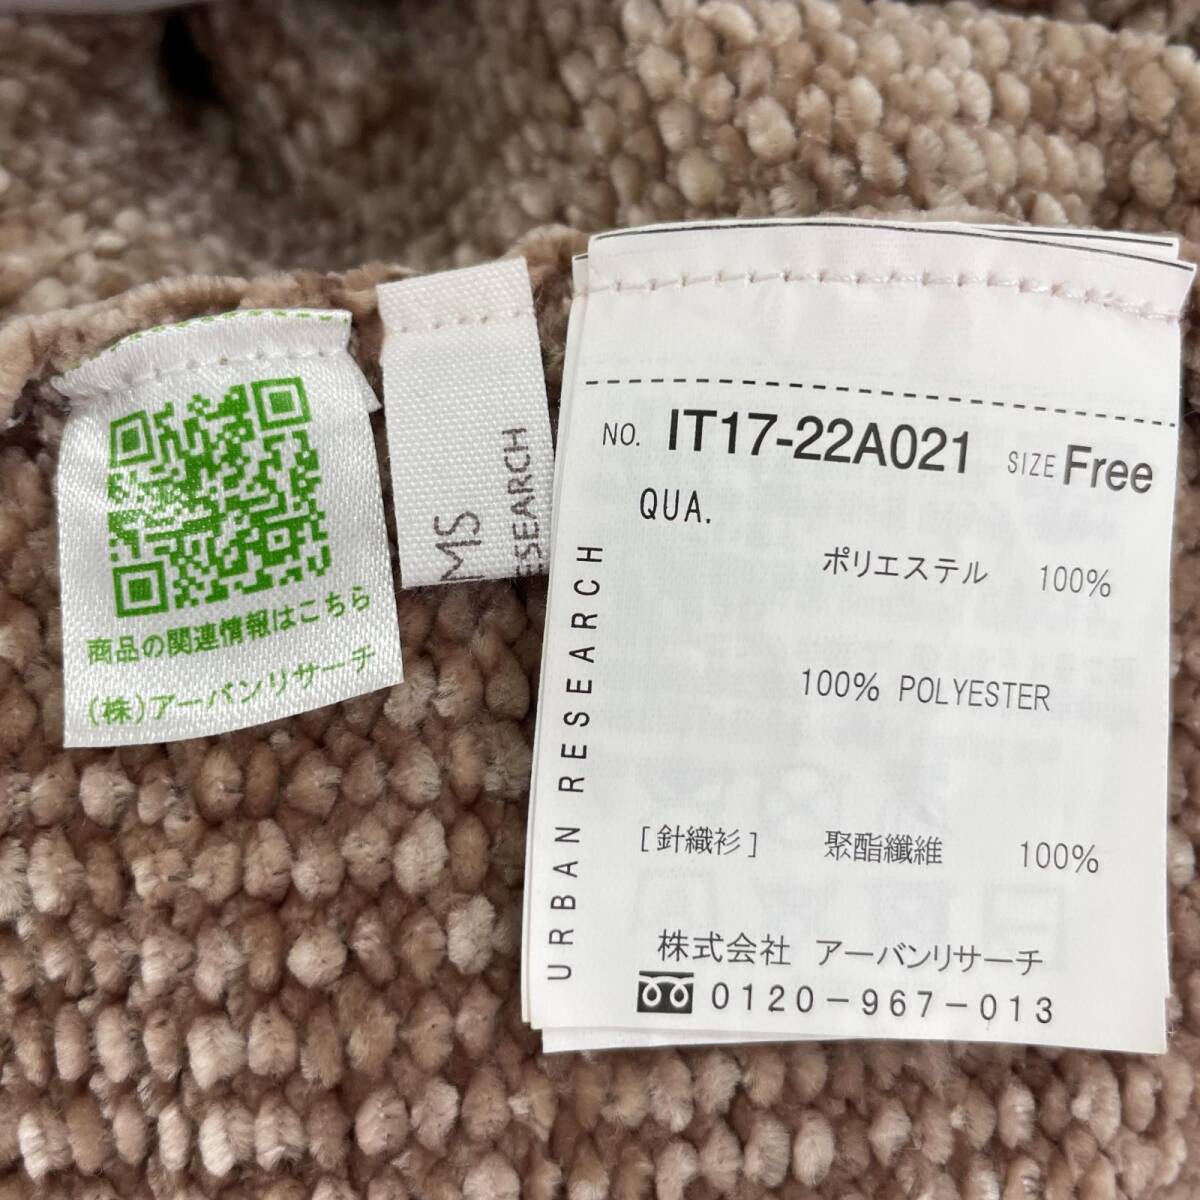 商品の関連情報はこちら
(株)アーバンリサーチ
MS
ESEARCH
NO. IT17-22A021 SIZE Free
QUA.
ポリエステル 100%
100% POLYESTER
[針織衫] 聚酯纖維 100%
株式会社 アーバンリサーチ
0120-967-013
URBAN RESEARCH